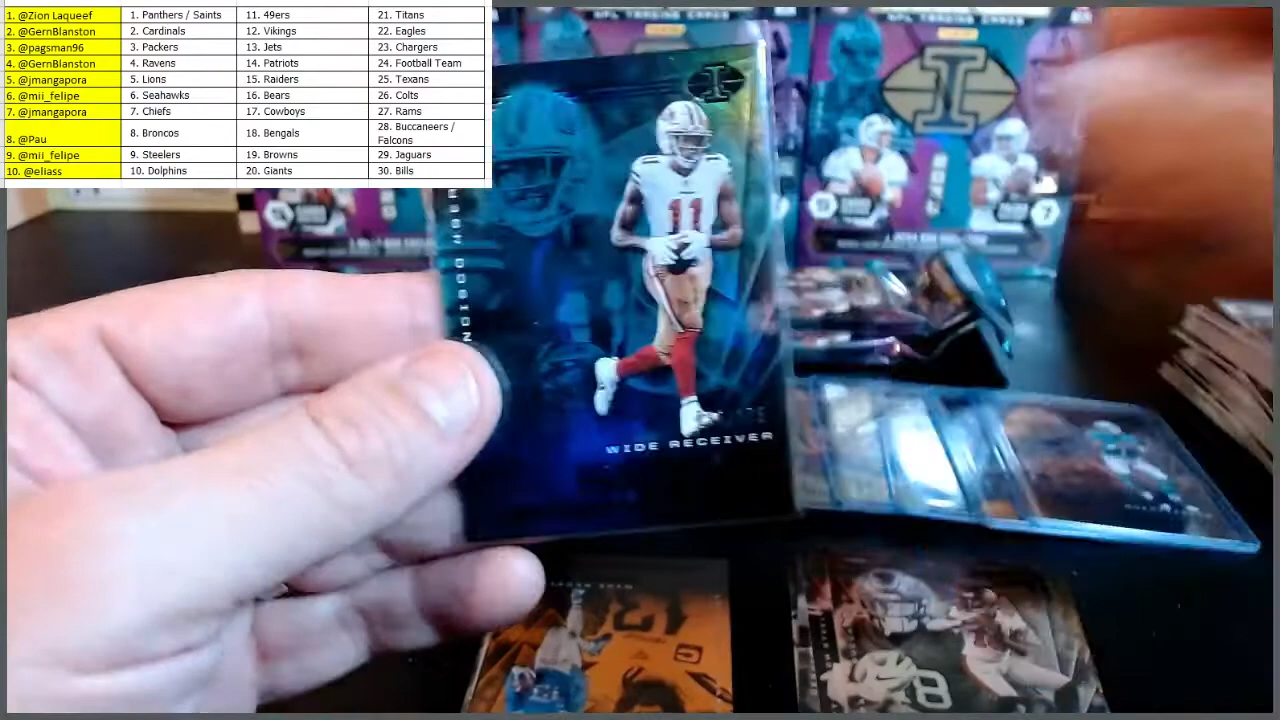 1. @Zion Laqueef 1. Panthers / Saints 11. 49ers 21. Titans
2. @GernBlanston 2. Cardinals 12. Vikings 22. Eagles
3. @pagsman96 3. Packers 13. Jets 23. Chargers
4. @GernBlanston 4. Ravens 14. Patriots 24. Football Team
5. @jmangapora 5. Lions 15. Raiders 25. Texans
6. @mii_felipe 6. Seahawks 16. Bears 26. Colts
7. @jmangapora 7. Chiefs 17. Cowboys 27. Rams
8. @Pau 8. Broncos 18. Bengals 28. Buccaneers / Falcons
9. @mii_felipe 9. Steelers 19. Browns 29. Jaguars
10. @eliass 10. Dolphins 20. Giants 30. Bills
NFL TRADING CARDS
I
I
11
WIDE RECEIVER